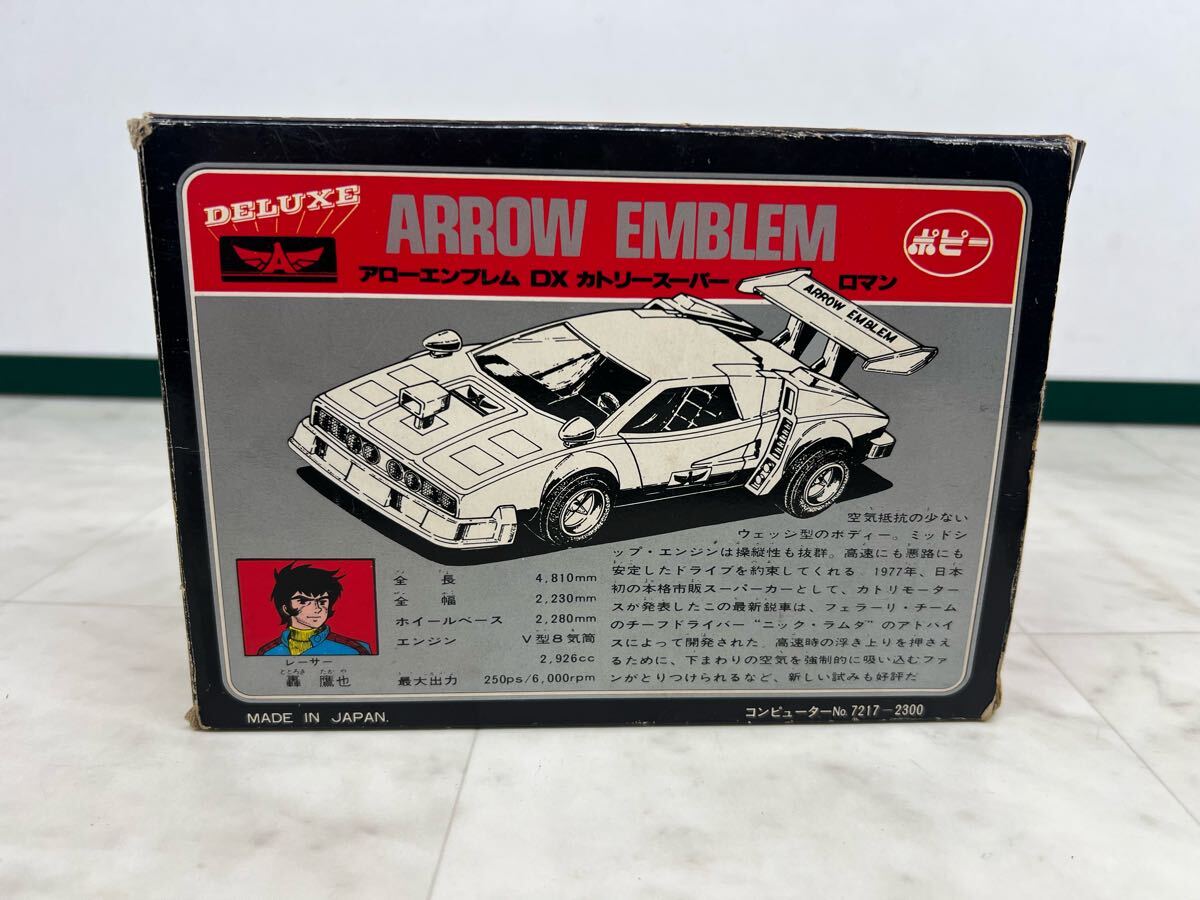 DELUXE
A
ARROW EMBLEM
ポピー
アローエンブレム DX カトリースーパー ロマン
ARROW EMBLEM
空気抵抗の少ない
ウェッシ型のボディー。ミッドシ
ップ・エンジンは操縦性も抜群。高速にも悪路にも
安定したドライブを約束してくれる 1977年、日本
初の本格市販スーパーカーとして、カトリモーター
スが発表したこの最新鋭車は、フェラーリ・チーム
のチーフドライバー “ニック・ラムダ” のアドバイ
スによって開発された 高速時の浮き上りを押さえ
るために、下まわりの空気を強制的に吸い込むファ
ンがとりつけられるなど、新しい試みも好評だ
全長 4,810mm
全幅 2,230mm
ホイールベース 2,280mm
エンジン V型8気筒
2,926cc
最大出力 250ps/6,000rpm
レーサー
とどろき たかや
轟 鷹也
MADE IN JAPAN.
コンピューターNo.7217-2300